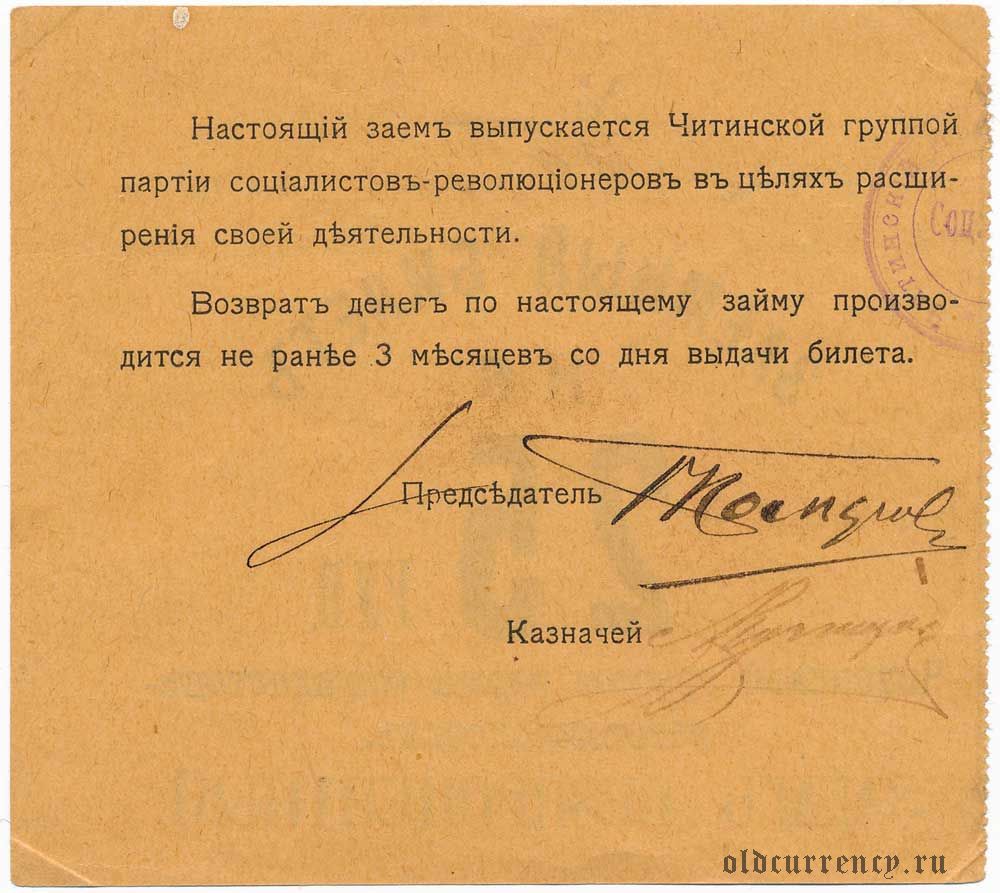 Настоящій заемъ выпускается Читинской группой
партіи соціалистовъ-революціонеровъ въ цѣляхъ расши-
ренія своей дѣятельности.
Возвратъ денегъ по настоящему займу произво-
дится не ранѣе 3 мѣсяцевъ со дня выдачи билета.
Соц.
Предсѣдатель
Казначей
oldcurrency.ru